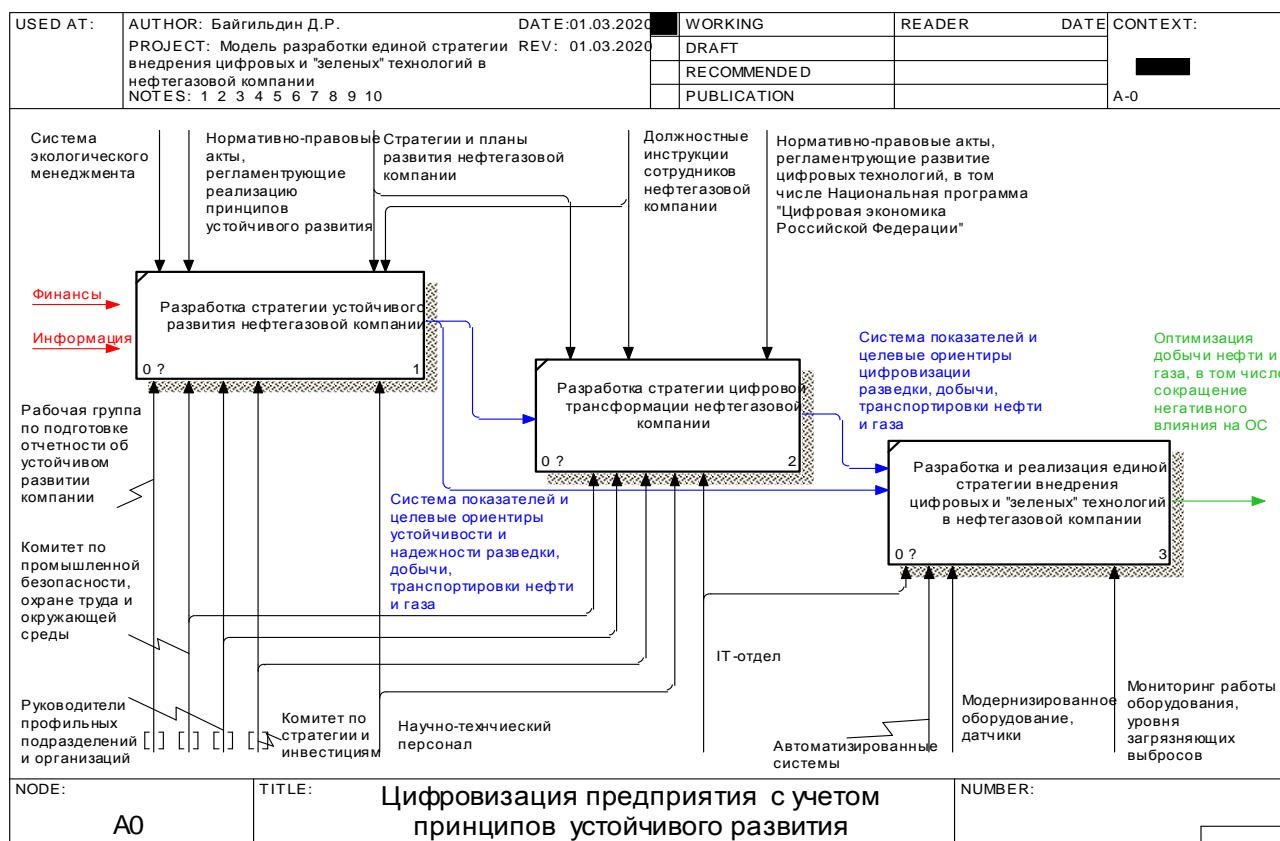 USED AT:
AUTHOR: Байгильдин Д.Р.
DATE:01.03.2020
PROJECT: Модель разработки единой стратегии
внедрения цифровых и "зеленых" технологий в
нефтегазовой компании
REV: 01.03.2020
NOTES: 1 2 3 4 5 6 7 8 9 10
WORKING
DRAFT
RECOMMENDED
PUBLICATION
READER
DATE
CONTEXT:
A-0
Система
экологического
менеджмента
Нормативно-правовые
акты,
регламентирующие
реализацию
принципов
устойчивого развития
Стратегии и планы
развития нефтегазовой
компании
Должностные
инструкции
сотрудников
нефтегазовой
компании
Нормативно-правовые акты,
регламентирующие развитие
цифровых технологий, в том
числе Национальная программа
"Цифровая экономика
Российской Федерации"
Финансы
Информация
Разработка стратегии устойчивого
развития нефтегазовой компании
0 ?
1
Разработка стратегии цифровой
трансформации нефтегазовой
компании
0 ?
2
Система показателей и
целевые ориентиры
цифровизации
разведки, добычи,
транспортировки нефти
и газа
Оптимизация
добычи нефти и
газа, в том числе
сокращение
негативного
влияния на ОС
Разработка и реализация единой
стратегии внедрения
цифровых и "зеленых" технологий
в нефтегазовой компании
0 ?
3
Рабочая группа
по подготовке
отчетности об
устойчивом
развитии
компании
Система показателей и
целевые ориентиры
устойчивости и
надежности разведки,
добычи,
транспортировки нефти
и газа
Комитет по
промышленной
безопасности,
охране труда и
окружающей
среды
Руководители
профильных
подразделений
и организаций
Комитет по
стратегии и
инвестициям
Научно-технчиеский
персонал
IT-отдел
Автоматизированные
системы
Модернизированное
оборудование,
датчики
Мониторинг работы
оборудования,
уровня
загрязняющих
выбросов
NODE:
A0
TITLE:
Цифровизация предприятия с учетом
принципов устойчивого развития
NUMBER: